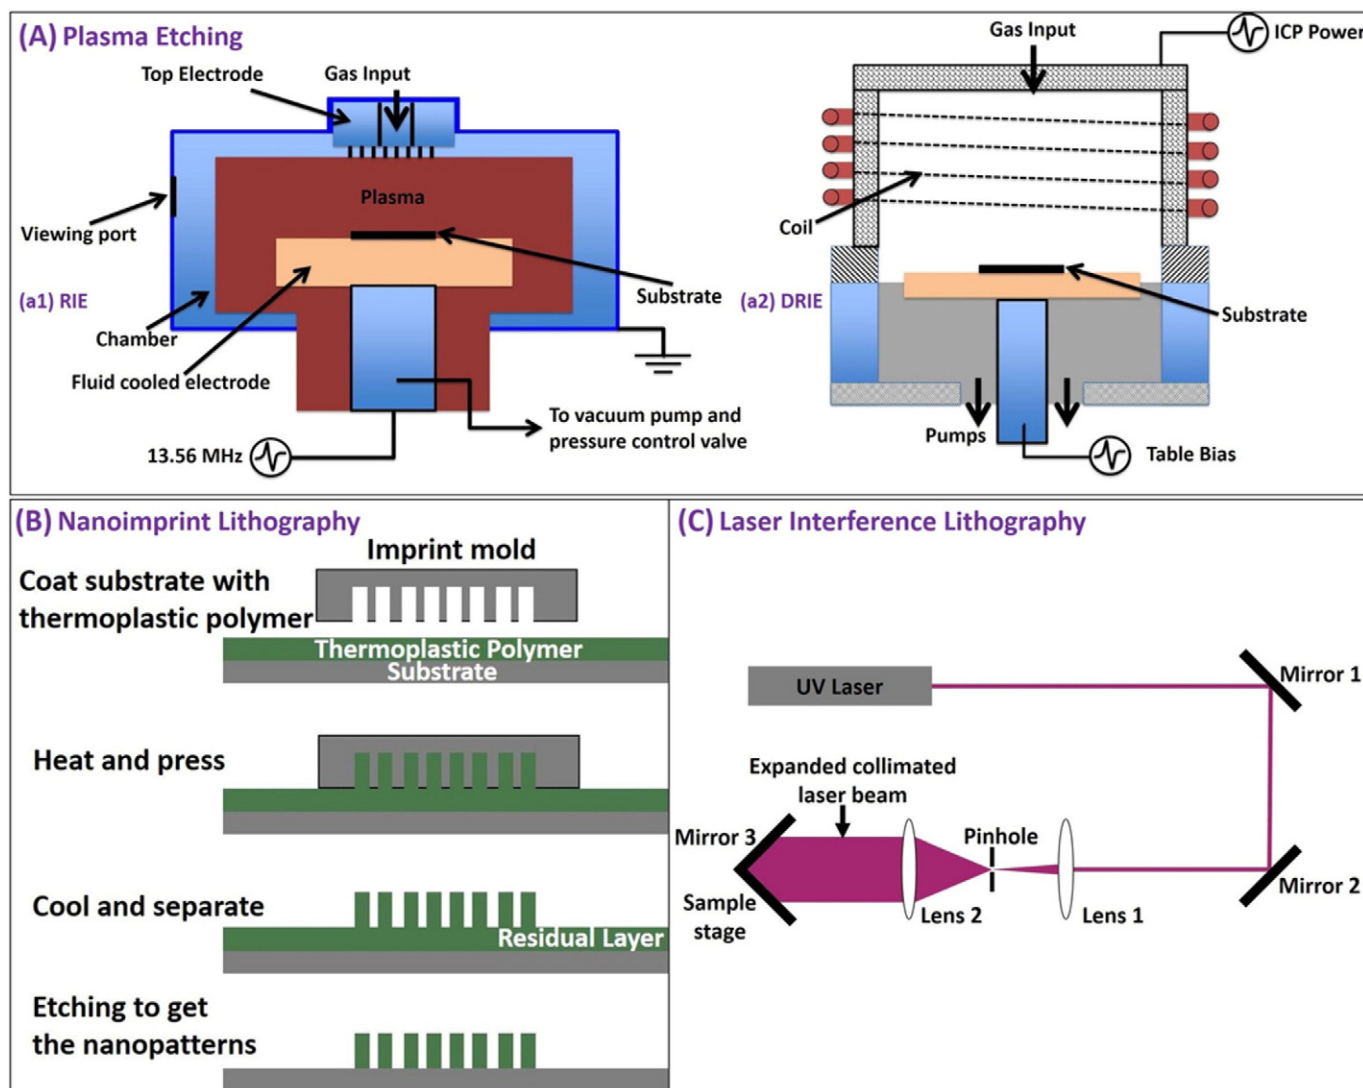 (A) Plasma Etching
Top Electrode
Gas Input
Plasma
Viewing port
(a1) RIE
Substrate
Chamber
Fluid cooled electrode
To vacuum pump and
pressure control valve
13.56 MHz
Gas Input
ICP Power
Coil
(a2) DRIE
Substrate
Pumps
Table Bias
(B) Nanoimprint Lithography
Imprint mold
Coat substrate with
thermoplastic polymer
Thermoplastic Polymer
Substrate
Heat and press
Cool and separate
Residual Layer
Etching to get
the nanopatterns
(C) Laser Interference Lithography
UV Laser
Mirror 1
Expanded collimated
laser beam
Mirror 3
Pinhole
Mirror 2
Sample
stage
Lens 2
Lens 1